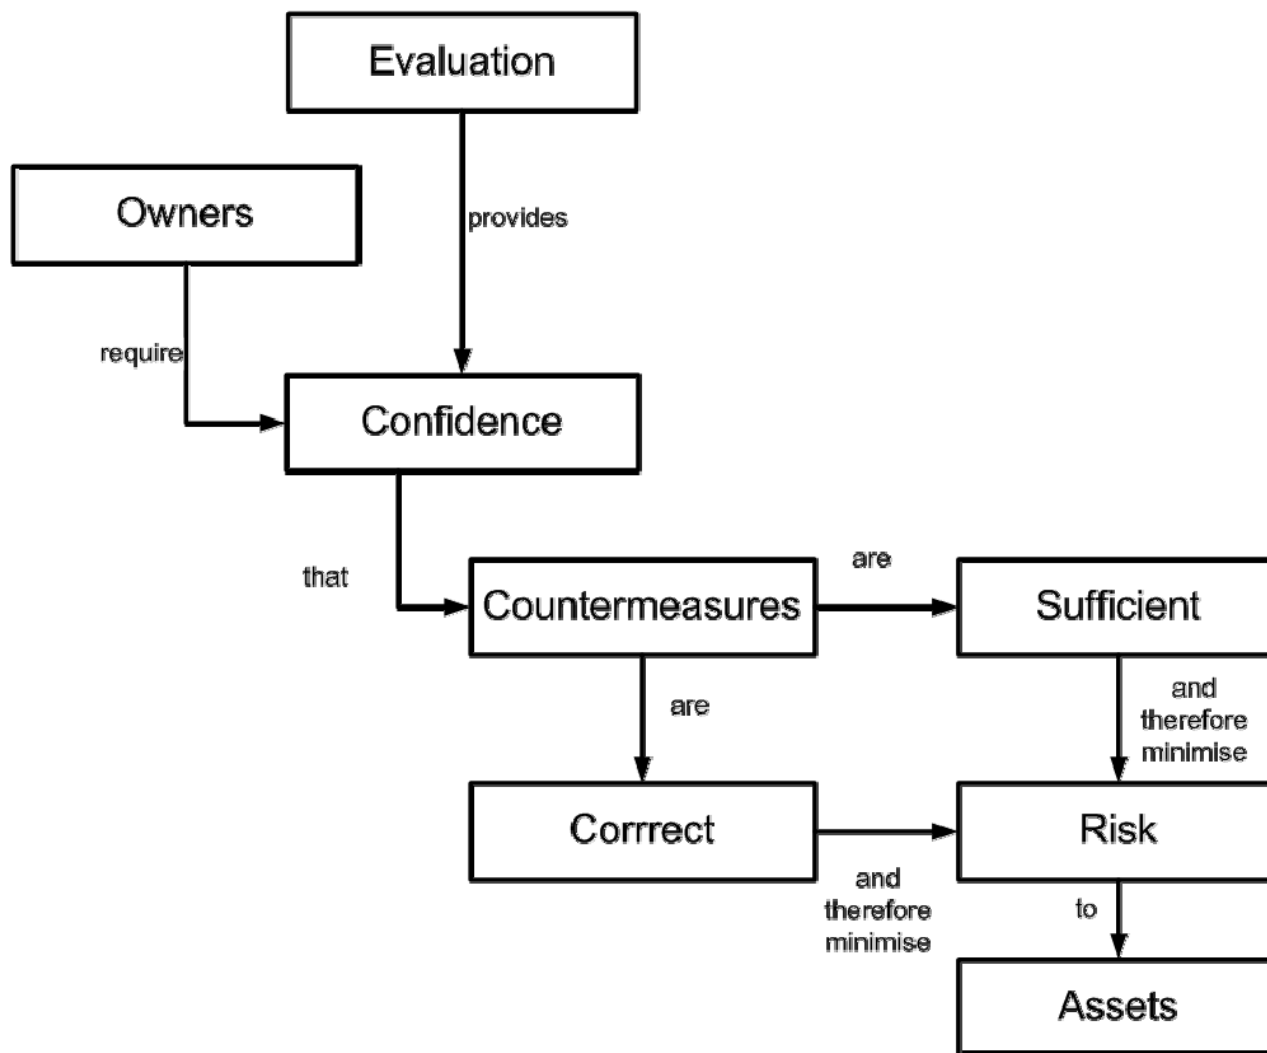 Evaluation
Owners
provides
require
Confidence
that
Countermeasures
are
Sufficient
are
and
therefore
minimise
Corrrect
and
therefore
minimise
Risk
to
Assets